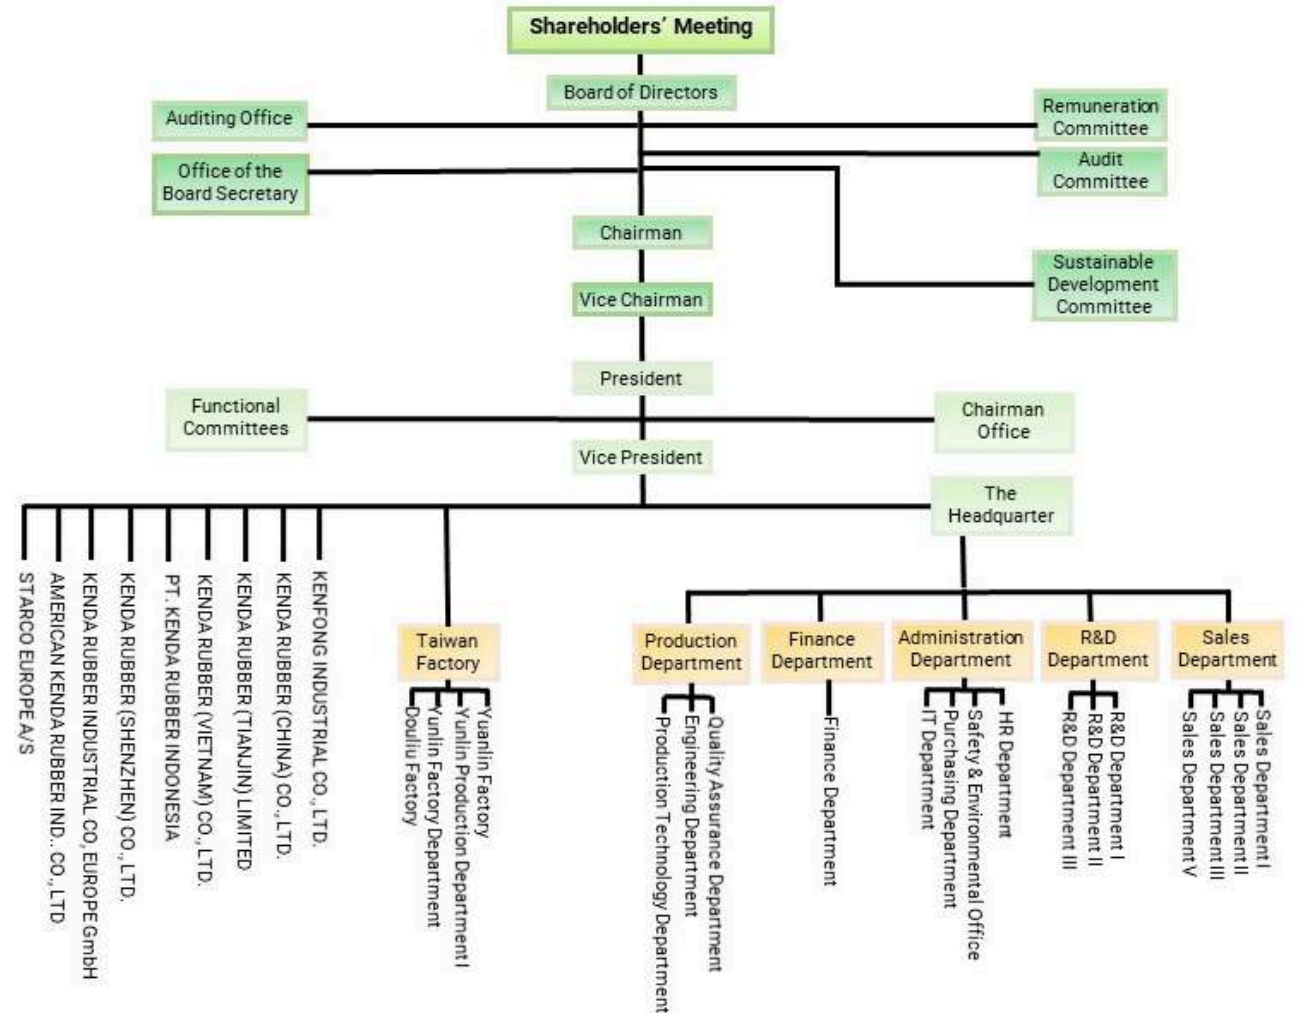 Shareholders' Meeting
Board of Directors
Auditing Office
Remuneration
Committee
Office of the
Board Secretary
Audit
Committee
Chairman
Sustainable
Development
Committee
Vice Chairman
President
Functional
Committees
Chairman
Office
Vice President
The
Headquarter
STARCO EUROPE A/S
AMERICAN KENDA RUBBER IND.. CO., LTD
KENDA RUBBER INDUSTRIAL CO, EUROPE GmbH
KENDA RUBBER (SHENZHEN) CO., LTD.
PT. KENDA RUBBER INDONESIA
KENDA RUBBER (VIETNAM) CO., LTD.
KENDA RUBBER (TIANJIN) LIMITED
KENDA RUBBER (CHINA) CO., LTD.
KENFONG INDUSTRIAL CO., LTD.
Taiwan
Factory
Douliu Factory
Yunlin Factory Department
Yunlin Production Department I
Yuanlin Factory
Production
Department
Production Technology Department
Engineering Department
Quality Assurance Department
Finance
Department
Finance Department
Administration
Department
IT Department
Purchasing Department
Safety & Environmental Office
HR Department
R&D
Department
R&D Department III
R&D Department II
R&D Department I
Sales
Department
Sales Department V
Sales Department III
Sales Department II
Sales Department I